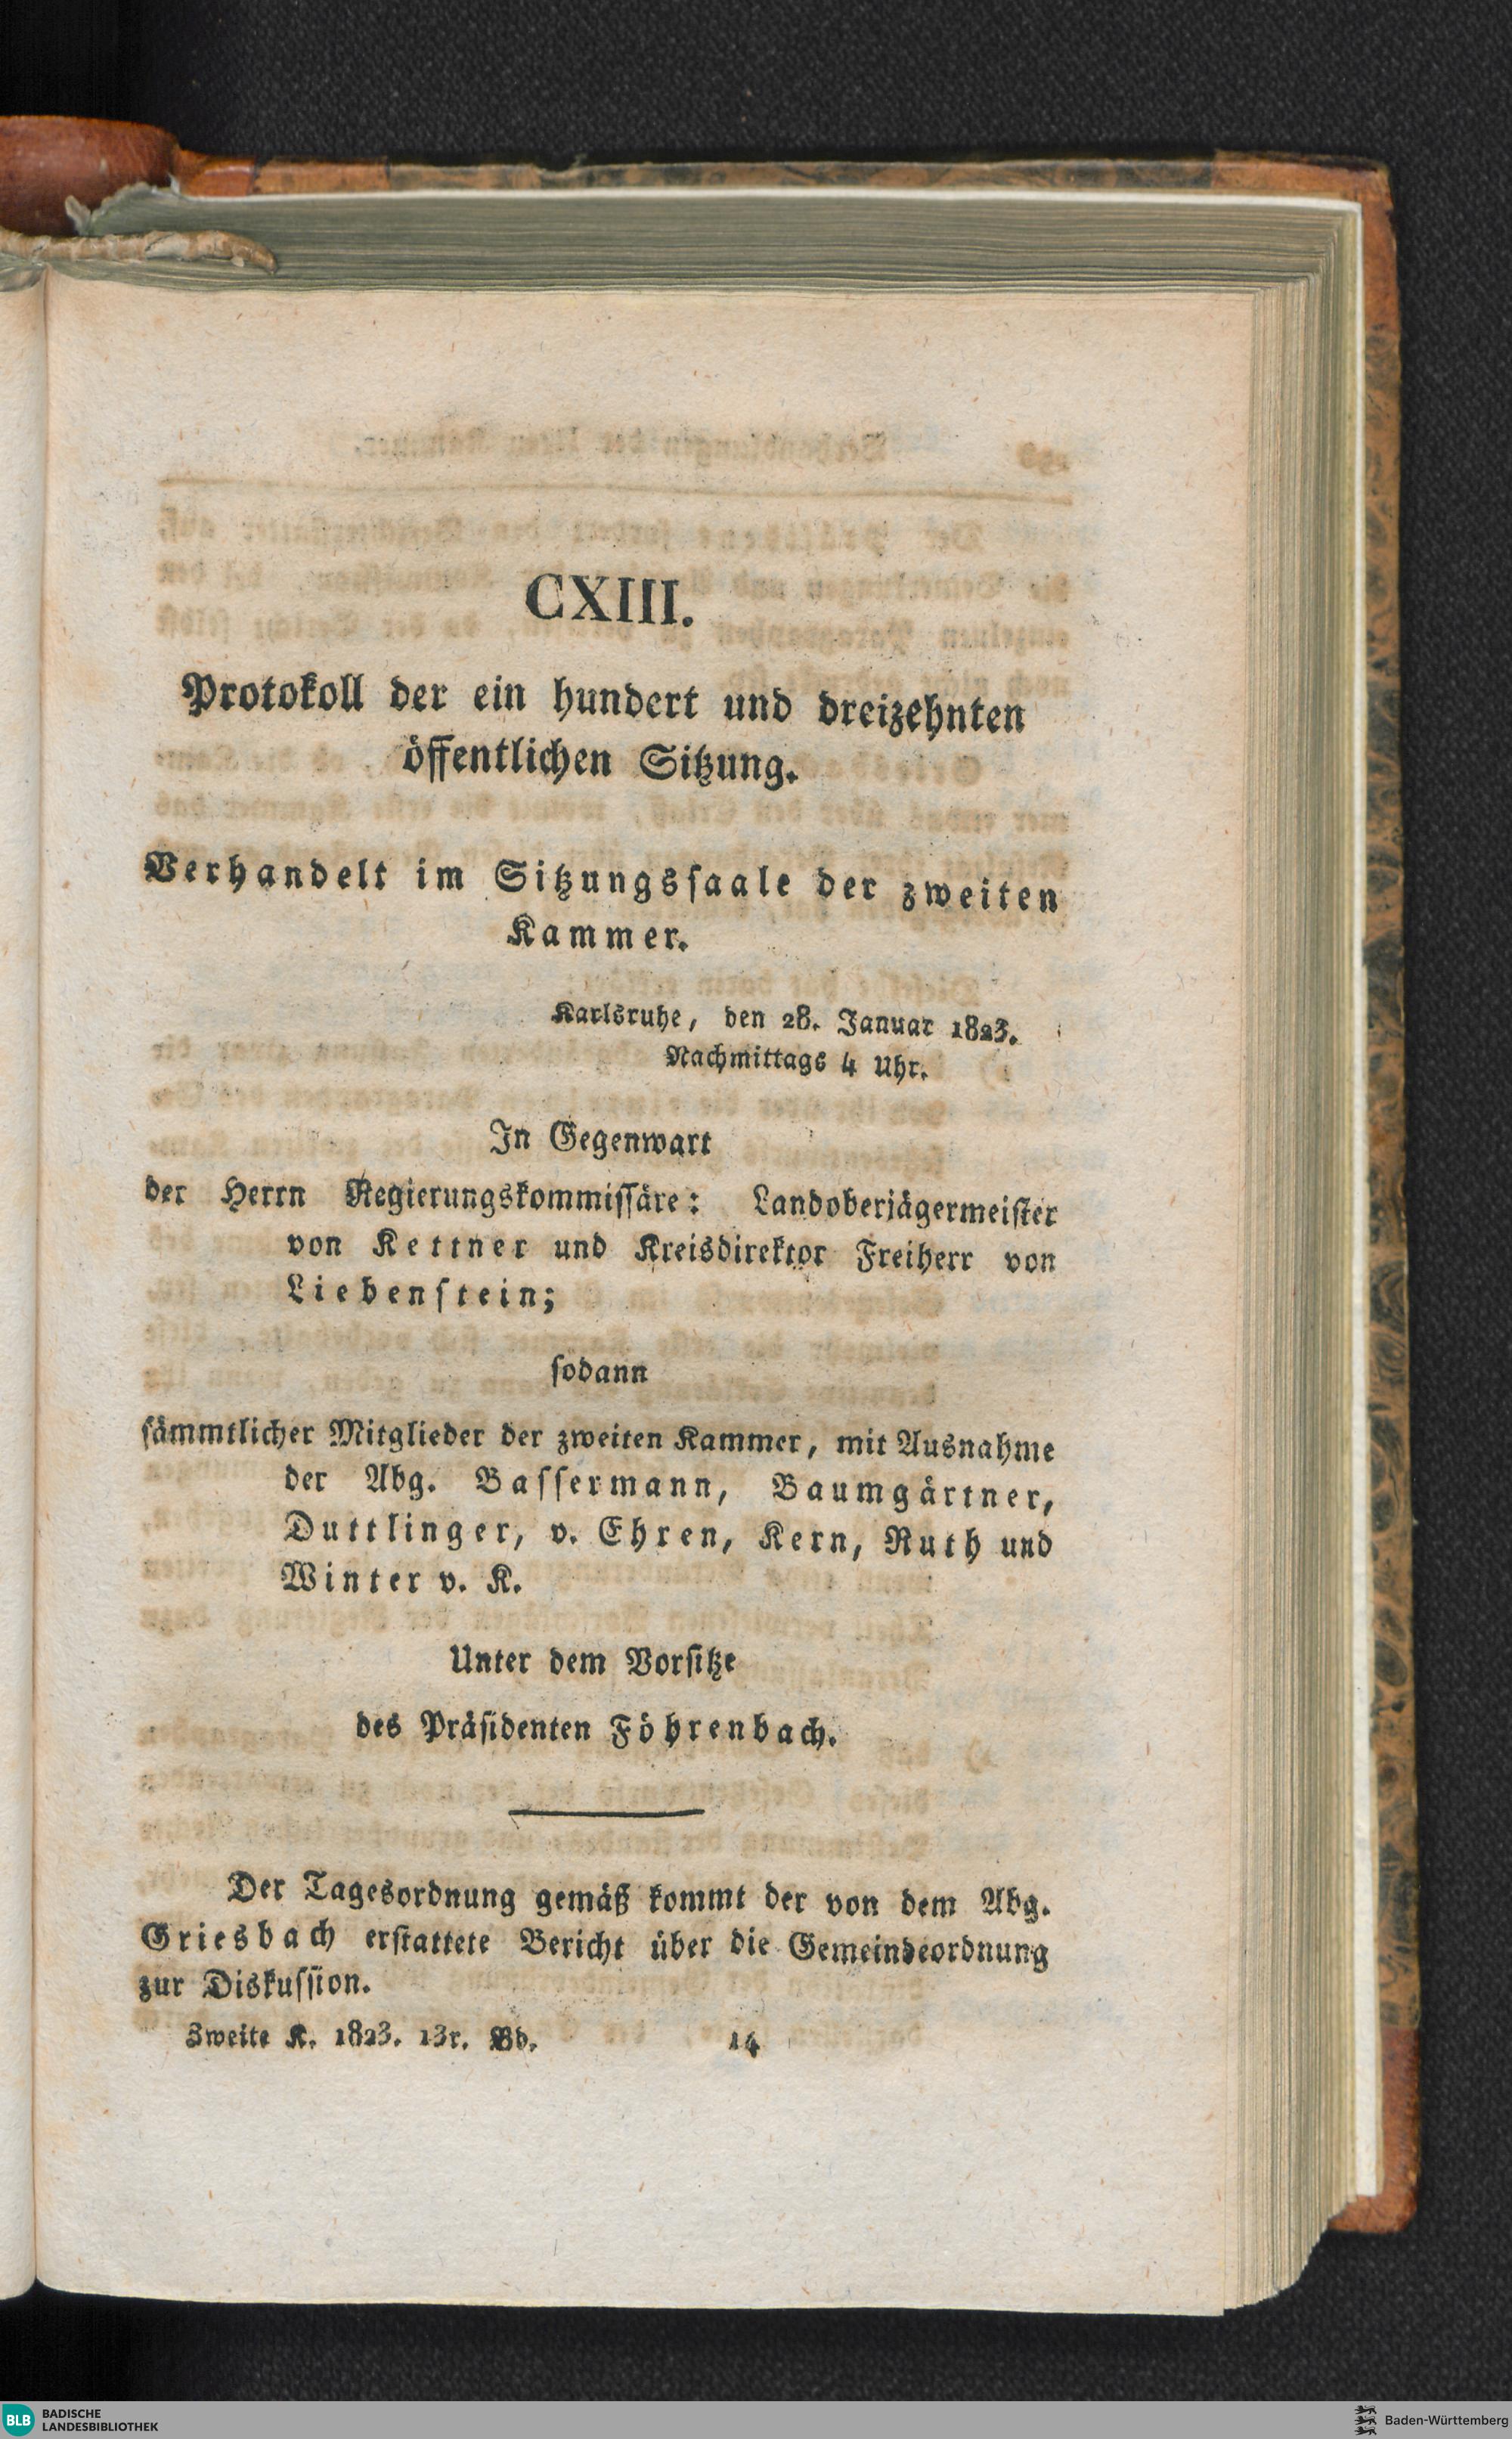 CXIII.
Protokoll der ein hundert und dreizehnten
öffentlichen Sitzung.
Verhandelt im Sitzungssaale der zweiten
Kammer.
Karlsruhe, den 28. Januar 1823.
Nachmittags 4 Uhr.
In Gegenwart
der Herrn Regierungskommissäre: Landoberjägermeister
von Kettner und Kreisdirektor Freiherr von
Liebenstein;
sodann
sämmtlicher Mitglieder der zweiten Kammer, mit Ausnahme
der Abg. Bassermann, Baumgärtner,
Duttlinger, v. Ehren, Kern, Ruth und
Winter v. K.
Unter dem Vorsitze
des Präsidenten Föhrenbach.
Der Tagesordnung gemäß kommt der von dem Abg.
Griesbach erstattete Bericht über die Gemeindeordnung
zur Diskussion.
Zweite K. 1823. 13r. Bd. 14
BLB BADISCHE
LANDESBIBLIOTHEK
Baden-Württemberg